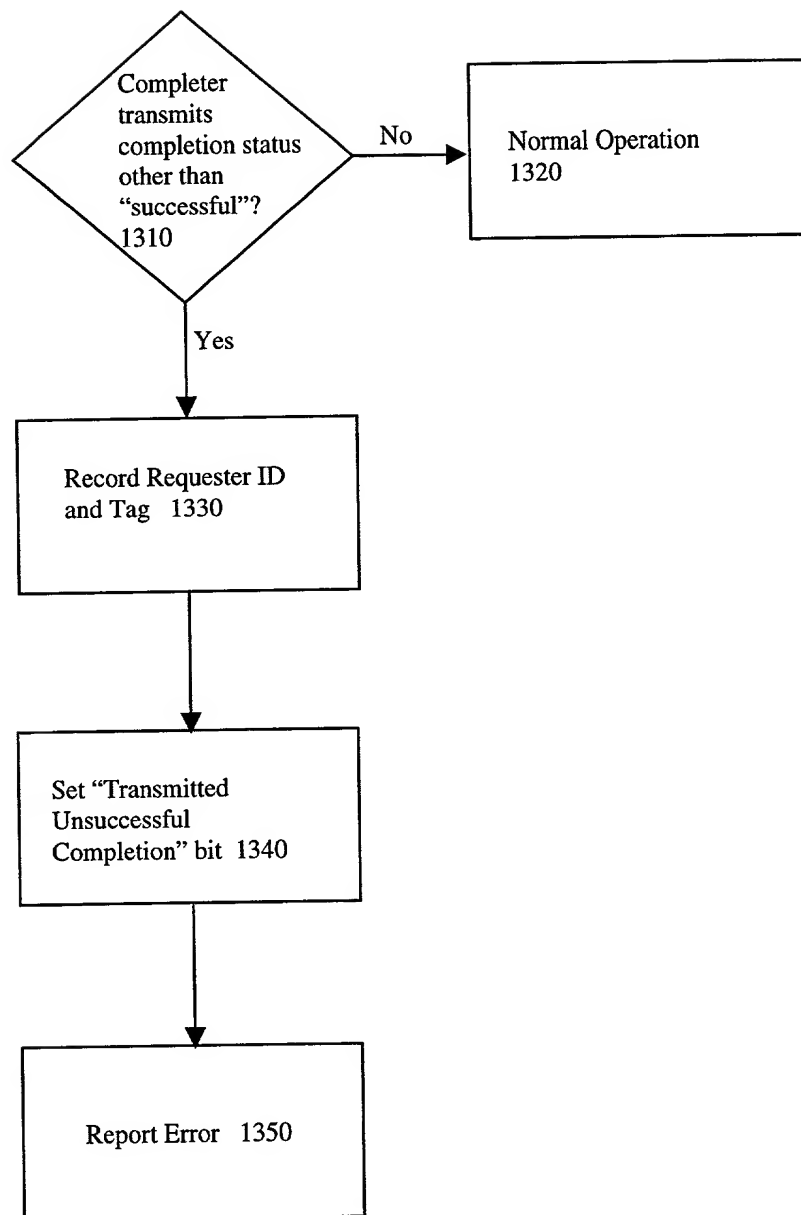 Completer
transmits
completion status
other than
“successful”?
1310
No
Normal Operation
1320
Yes
Record Requester ID
and Tag 1330
Set “Transmitted
Unsuccessful
Completion” bit 1340
Report Error 1350